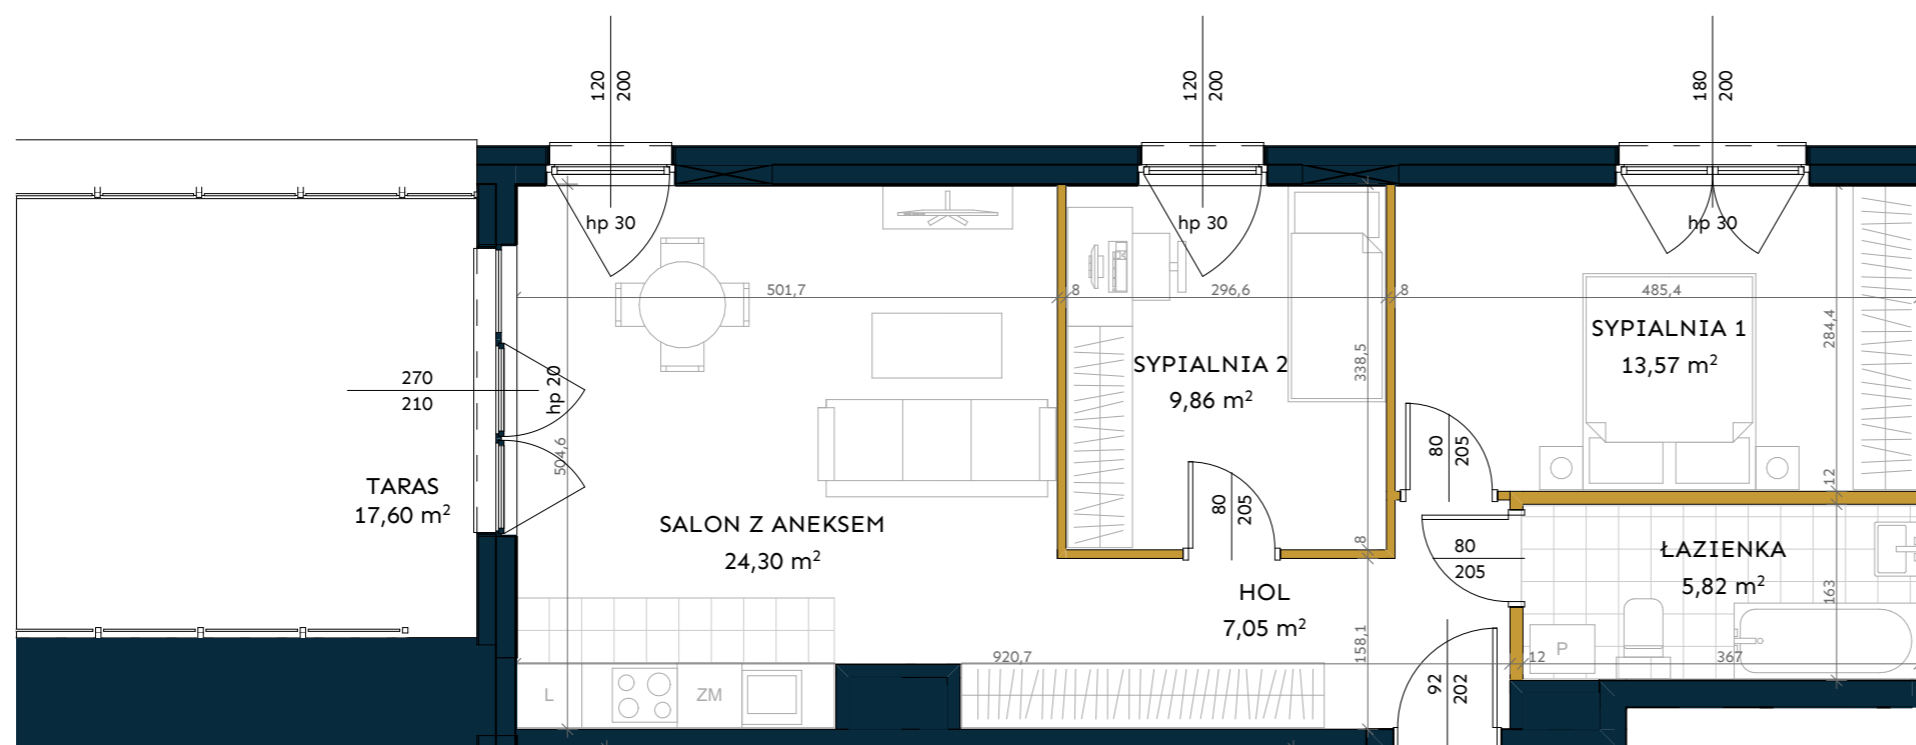 120
200
120
200
180
200
hp 30
hp 30
hp 30
501,7
8
296,6
8
485,4
SYPIALNIA 1
13,57 m²
284,4
338,5
SYPIALNIA 2
9,86 m²
270
210
hp 20
504,6
TARAS
17,60 m²
80
205
80
205
12
SALON Z ANEKSEM
24,30 m²
8
80
205
ŁAZIENKA
5,82 m²
163
HOL
7,05 m²
158,1
920,7
12
P
367
L
ZM
92
202